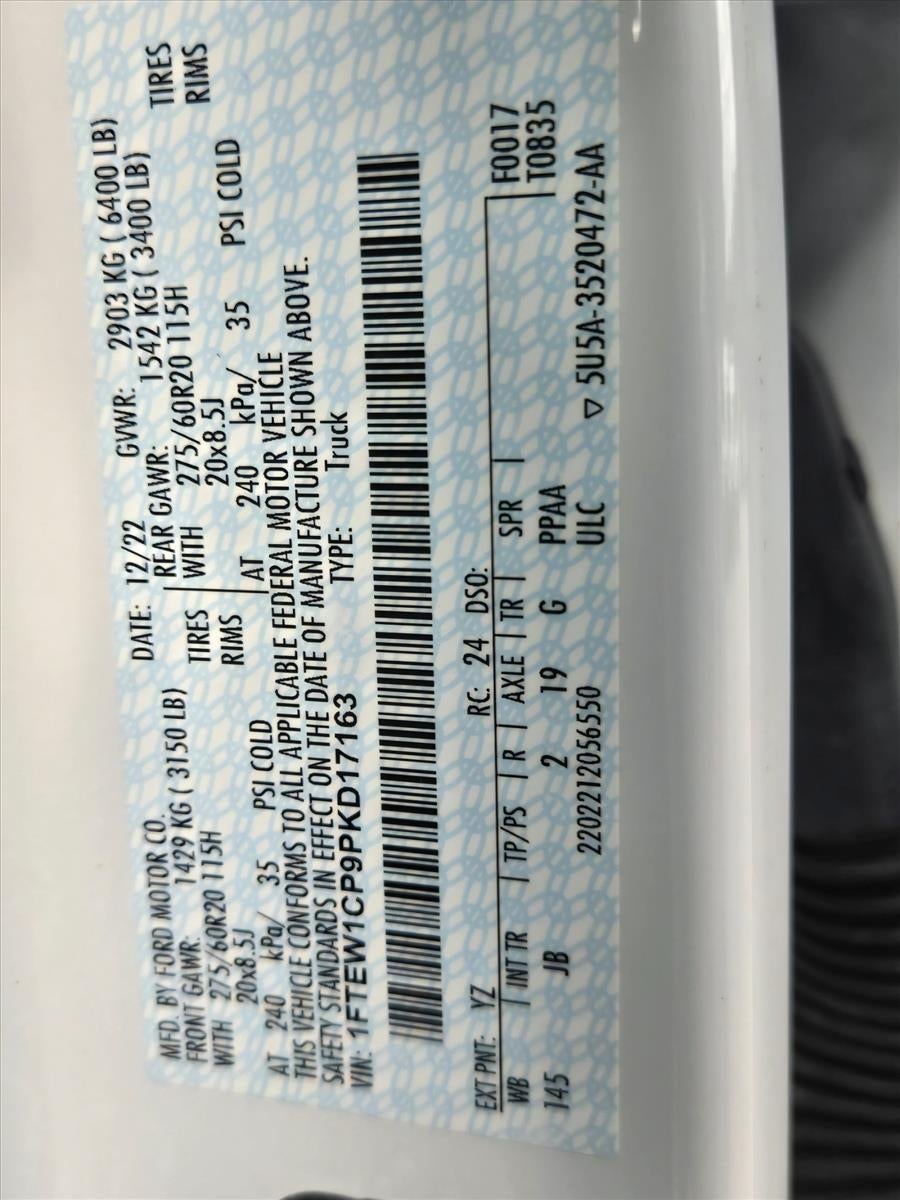 MFD. BY FORD MOTOR CO. DATE: 12/22 GVWR: 2903 KG ( 6400 LB)
FRONT GAWR: 1429 KG ( 3150 LB) REAR GAWR: 1542 KG ( 3400 LB)
WITH 275/60R20 115H TIRES WITH 275/60R20 115H TIRES
20x8.5J RIMS 20x8.5J RIMS
AT 240 kPa/ 35 PSI COLD AT 240 kPa/ 35 PSI COLD
THIS VEHICLE CONFORMS TO ALL APPLICABLE FEDERAL MOTOR VEHICLE
SAFETY STANDARDS IN EFFECT ON THE DATE OF MANUFACTURE SHOWN ABOVE.
VIN: 1FTEW1CP9PKD17163 TYPE: Truck
EXT PNT: YZ RC: 24 DSO: F0017
WB INT TR TP/PS R AXLE TR SPR T0835
145 JB 2 19 G PPAA
220221205655​0 ULC ▽ 5U5A-3520472-AA